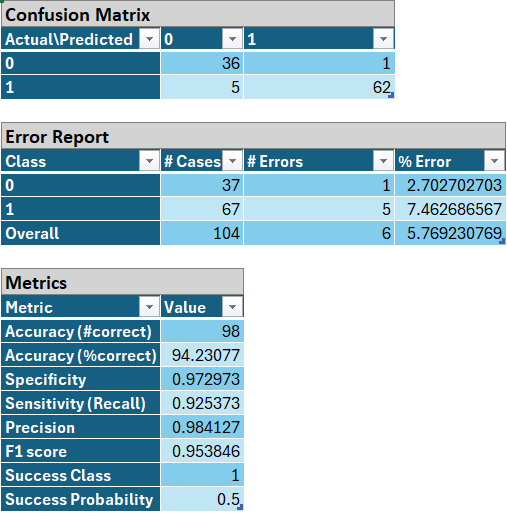 Confusion Matrix
Actual\Predicted 0 1
0 36 1
1 5 62
Error Report
Class # Cases # Errors % Error
0 37 1 2.702702703
1 67 5 7.462686567
Overall 104 6 5.769230769
Metrics
Metric Value
Accuracy (#correct) 98
Accuracy (%correct) 94.23077
Specificity 0.972973
Sensitivity (Recall) 0.925373
Precision 0.984127
F1 score 0.953846
Success Class 1
Success Probability 0.5